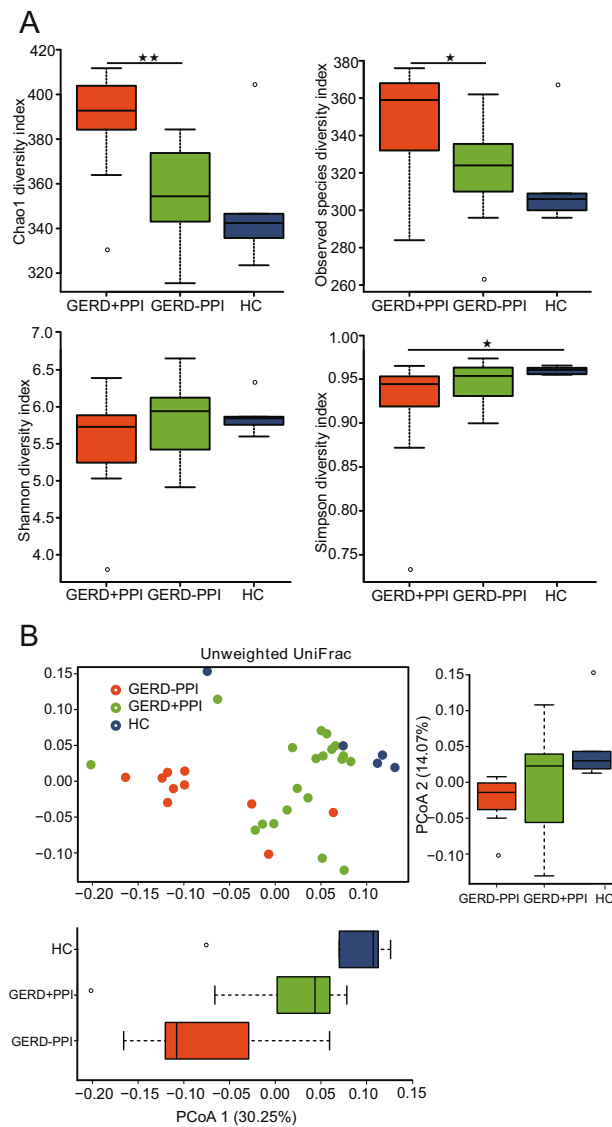 A
Chao1 diversity index
420
400
380
360
340
320
★★
GERD+PPI GERD-PPI HC
Observed species diversity index
380
360
340
320
300
280
260
★
GERD+PPI GERD-PPI HC
Shannon diversity index
7.0
6.5
6.0
5.5
5.0
4.5
4.0
GERD+PPI GERD-PPI HC
Simpson diversity index
1.00
0.95
0.90
0.85
0.80
0.75
★
GERD+PPI GERD-PPI HC
B
Unweighted UniFrac
0.15
0.10
0.05
0.00
−0.05
−0.10
GERD-PPI
GERD+PPI
HC
−0.20 −0.15 −0.10 −0.05 0.00 0.05 0.10
PCoA 2 (14.07%)
0.15
0.10
0.05
0.00
−0.05
−0.10
GERD-PPI GERD+PPI HC
HC
GERD+PPI
GERD-PPI
−0.20 −0.15 −0.10 −0.05 0.00 0.05 0.10 0.15
PCoA 1 (30.25%)